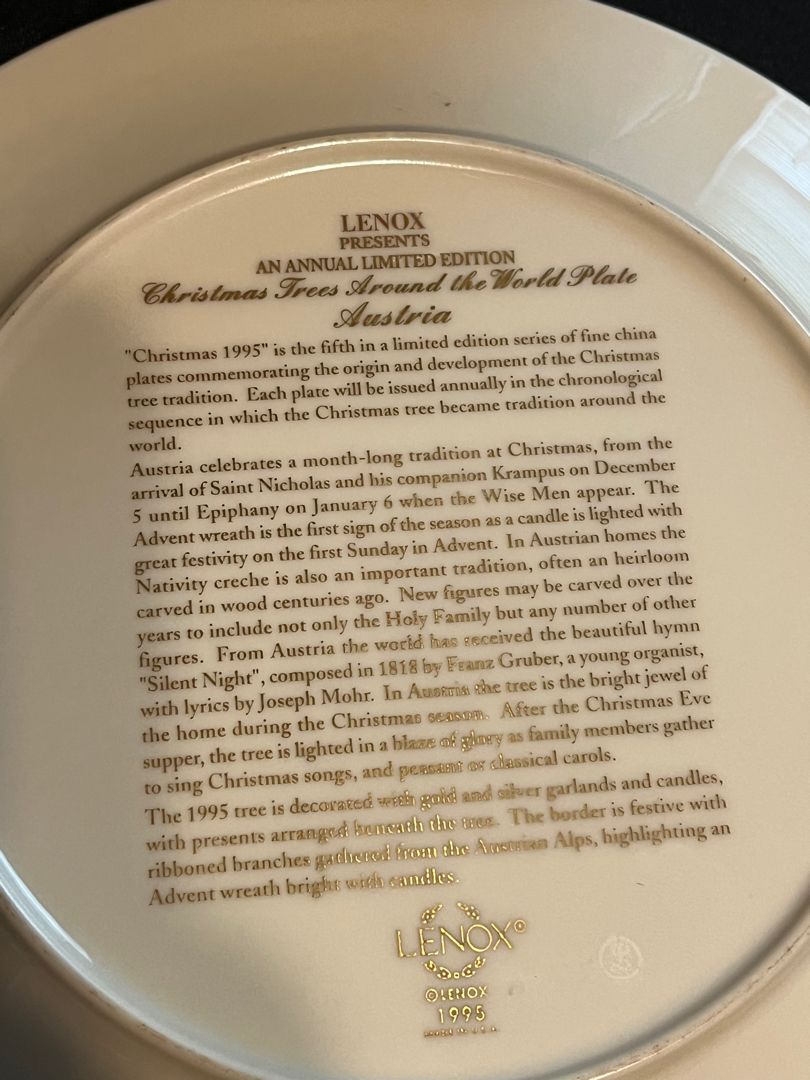 LENOX
PRESENTS
AN ANNUAL LIMITED EDITION
Christmas Trees Around the World Plate
Austria
"Christmas 1995" is the fifth in a limited edition series of fine china
plates commemorating the origin and development of the Christmas
tree tradition. Each plate will be issued annually in the chronological
sequence in which the Christmas tree became tradition around the
world.
Austria celebrates a month-long tradition at Christmas, from the
arrival of Saint Nicholas and his companion Krampus on December
5 until Epiphany on January 6 when the Wise Men appear. The
Advent wreath is the first sign of the season as a candle is lighted with
great festivity on the first Sunday in Advent. In Austrian homes the
Nativity creche is also an important tradition, often an heirloom
carved in wood centuries ago. New figures may be carved over the
years to include not only the Holy Family but any number of other
figures. From Austria the world has received the beautiful hymn
"Silent Night", composed in 1818 by Franz Gruber, a young organist,
with lyrics by Joseph Mohr. In Austria the tree is the bright jewel of
the home during the Christmas season. After the Christmas Eve
supper, the tree is lighted in a blaze of glory as family members gather
to sing Christmas songs, and peasant or classical carols.
The 1995 tree is decorated with gold and silver garlands and candles,
with presents arranged beneath the tree. The border is festive with
ribboned branches gathered from the Austrian Alps, highlighting an
Advent wreath bright with candles.
LENOX®
©LENOX
1995
MADE IN U.S.A.